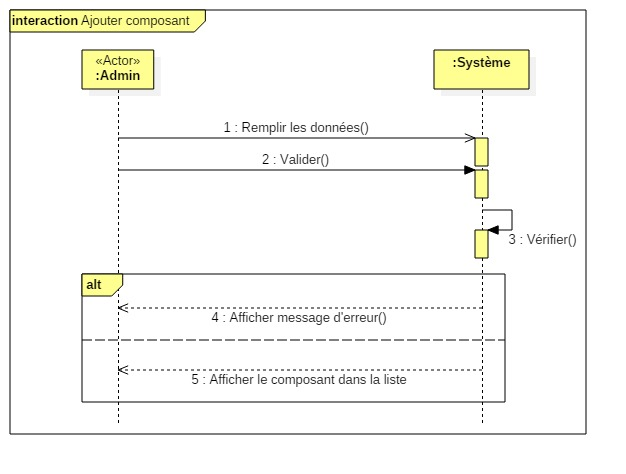 interaction Ajouter composant
«Actor»
:Admin
:Système
1 : Remplir les données()
2 : Valider()
3 : Vérifier()
alt
4 : Afficher message d'erreur()
5 : Afficher le composant dans la liste